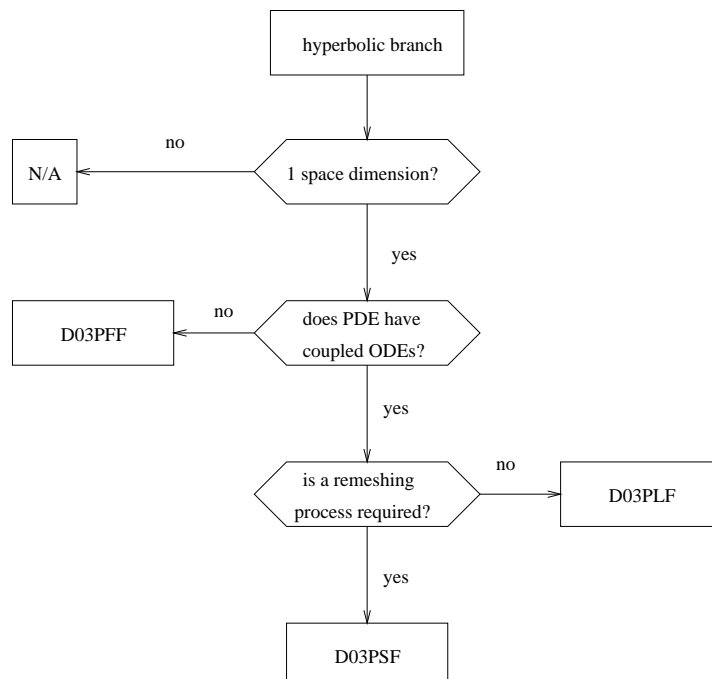 hyperbolic branch
no
N/A
1 space dimension?
yes
no
D03PFF
does PDE have
coupled ODEs?
yes
is a remeshing
process required?
no
D03PLF
yes
D03PSF